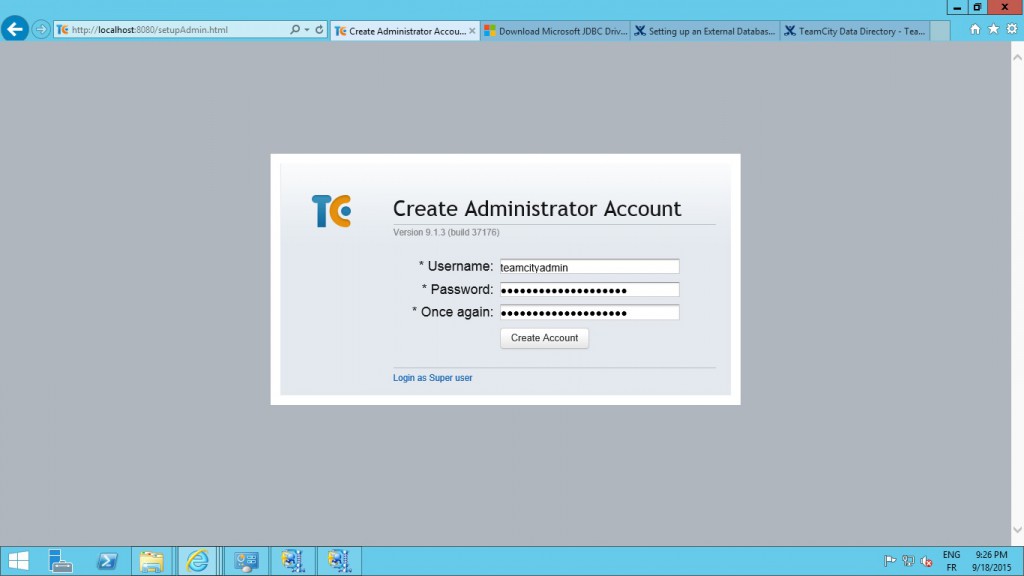 http://localhost:8080/setupAdmin.html
Create Administrator Accou...
Download Microsoft JDBC Driv...
Setting up an External Databas...
TeamCity Data Directory - Tea...
TC
Create Administrator Account
Version 9.1.3 (build 37176)
* Username: teamcityadmin
* Password: ••••••••••••••••••••
* Once again: ••••••••••••••••••••
Create Account
Login as Super user
ENG 9:26 PM
FR 9/18/2015